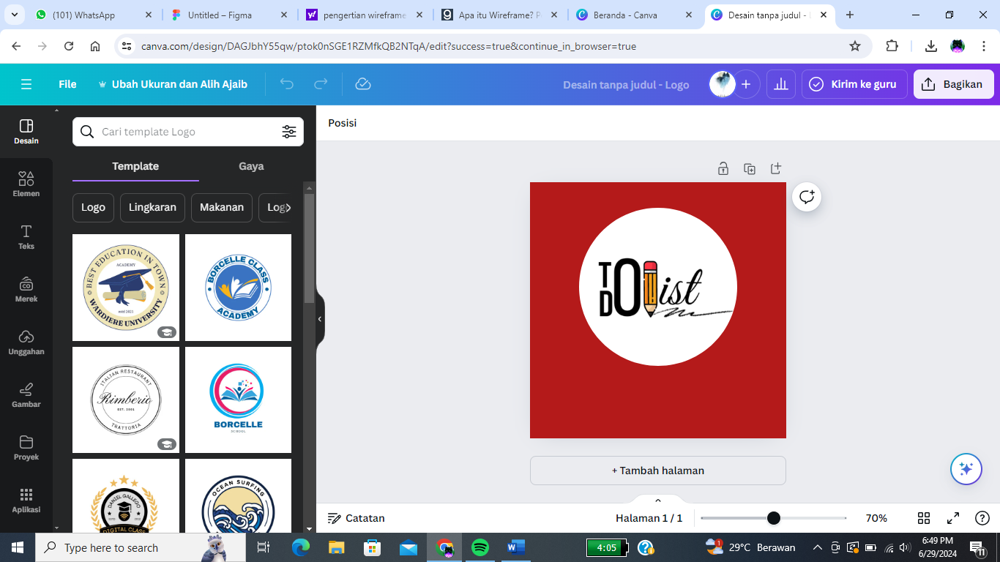 (101) WhatsApp
Untitled – Figma
pengertian wireframe
Apa itu Wireframe? P
Beranda - Canva
Desain tanpa judul -
canva.com/design/DAGJbhY55qw/ptok0nSGE1RZMfkQB2NTqA/edit?success=true&continue_in_browser=true
File
Ubah Ukuran dan Alih Ajaib
Desain tanpa judul - Logo
Kirim ke guru
Bagikan
Desain
Elemen
Teks
Merek
Unggahan
Gambar
Proyek
Aplikasi
Cari template Logo
Template
Gaya
Logo
Lingkaran
Makanan
Log
BEST EDUCATION IN TOWN
ACADEMY
WARDIERE UNIVERSITY
BORCELLE CLASS
ACADEMY
ITALIAN RESTAURANT
Rimberio
EST. 2002
TRATTORIA
BORCELLE
SCHOOL
DANIEL GALLEGO
DIGITAL CLASS
OCEAN SURFING
Posisi
TO
DO
list
+ Tambah halaman
Catatan
Halaman 1 / 1
70%
Type here to search
4:05
1
29°C Berawan
6:49 PM
6/29/2024
11